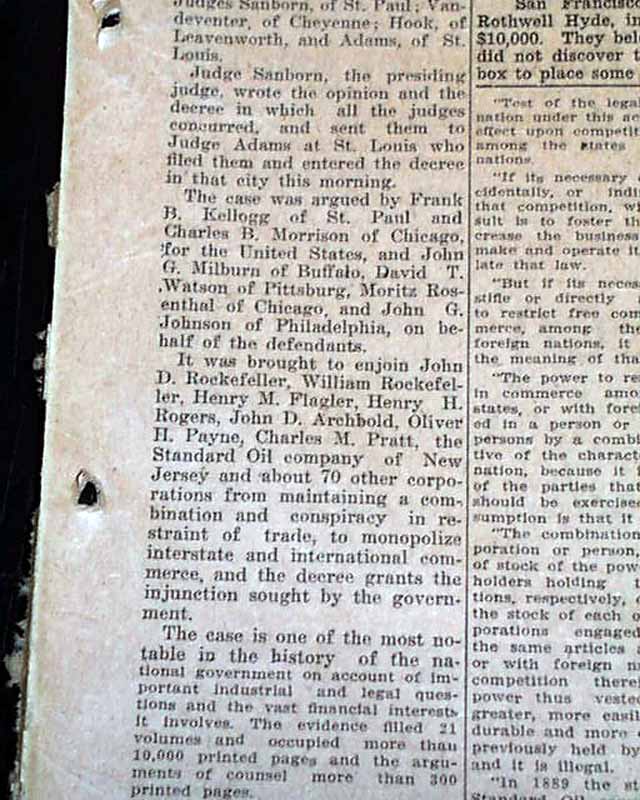 Judges Sanborn, of St. Paul; Van-
deventer, of Cheyenne; Hook, of
Leavenworth, and Adams, of St.
Louis.
Judge Sanborn, the presiding
judge, wrote the opinion and the
decree in which all the judges
concurred, and sent them to
Judge Adams at St. Louis who
filed them and entered the decree
in that city this morning.
The case was argued by Frank
B. Kellogg of St. Paul and
Charles B. Morrison of Chicago,
for the United States, and John
G. Milburn of Buffalo, David T.
Watson of Pittsburg, Moritz Ros-
enthal of Chicago, and John G.
Johnson of Philadelphia, on be-
half of the defendants.
It was brought to enjoin John
D. Rockefeller, William Rockefel-
ler, Henry M. Flagler, Henry H.
Rogers, John D. Archbold, Oliver
H. Payne, Charles M. Pratt, the
Standard Oil company of New
Jersey and about 70 other corpo-
rations from maintaining a com-
bination and conspiracy in re-
straint of trade, to monopolize
interstate and international com-
merce, and the decree grants the
injunction sought by the govern-
ment.
The case is one of the most no-
table in the history of the na-
tional government on account of im-
portant industrial and legal ques-
tions and the vast financial interests
it involves. The evidence filled 21
volumes and occupied more than
10,000 printed pages and the argu-
ments of counsel more than 300
printed pages.
San Francisco
Rothwell Hyde, in
$10,000. They bel
did not discover t
box to place some
"Test of the legal
nation under this ac
effect upon competit
among the states
nations.
"If its necessary
cidentally, or indi
that competition, wh
sult is to foster th
crease the business
make and operate it
late that law.
"But if its neces
stifle or directly
to restrict free com
merce, among the
foreign nations, it
the meaning of tha
"The power to re
in commerce amo
states, or with fore
ed in a person or
persons by a combi
tive of the characte
nation, because it
of the parties that
should be exercise
sumption is that it
"The combination
poration or person,
of stock of the pow
holders holding
tions, respectively,
the stock of each o
porations engaged
the same articles
or with foreign n
competition therei
power thus veste
greater, more easil
durable and more
previously held by
and it is illegal.
"In 1889 the st
Standard Oil